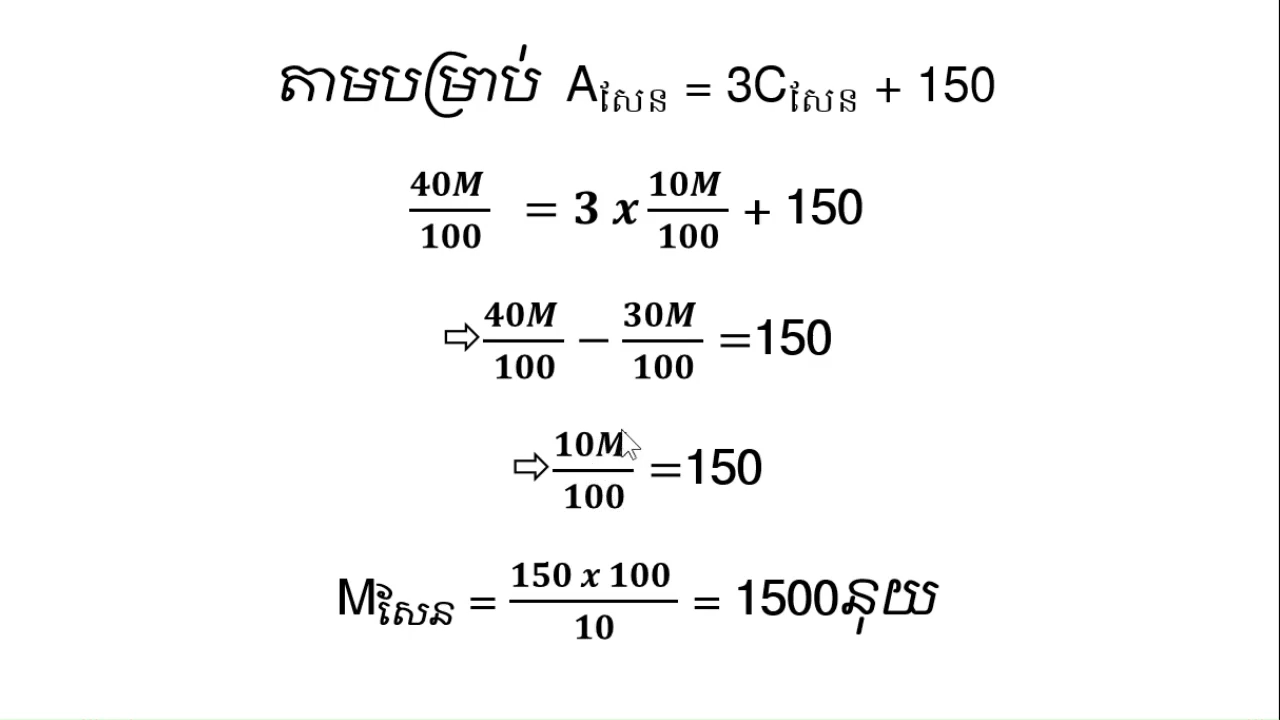 តាមបម្រាប់ Aសែន = 3Cសែន + 150
40M/100 = 3 x 10M/100 + 150
⇨ 40M/100 − 30M/100 =150
⇨ 10M/100 =150
Mសែន = 150 x 100/10 = 1500នុយ